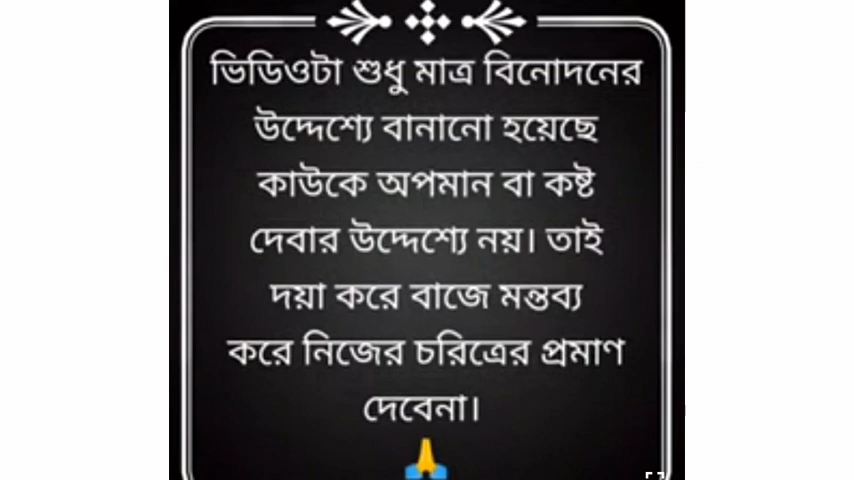 ভিডিওটা শুধু মাত্র বিনোদনের
উদ্দেশ্যে বানানো হয়েছে
কাউকে অপমান বা কষ্ট
দেবার উদ্দেশ্যে নয়। তাই
দয়া করে বাজে মন্তব্য
করে নিজের চরিত্রের প্রমাণ
দেবেনা।
🙏